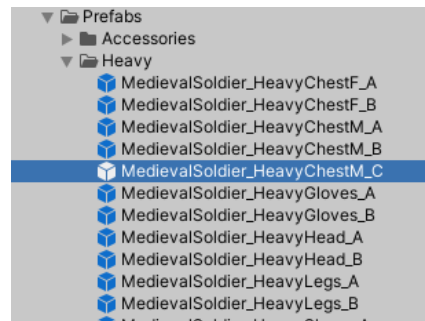 Prefabs
Accessories
Heavy
MedievalSoldier_HeavyChestF_A
MedievalSoldier_HeavyChestF_B
MedievalSoldier_HeavyChestM_A
MedievalSoldier_HeavyChestM_B
MedievalSoldier_HeavyChestM_C
MedievalSoldier_HeavyGloves_A
MedievalSoldier_HeavyGloves_B
MedievalSoldier_HeavyHead_A
MedievalSoldier_HeavyHead_B
MedievalSoldier_HeavyLegs_A
MedievalSoldier_HeavyLegs_B